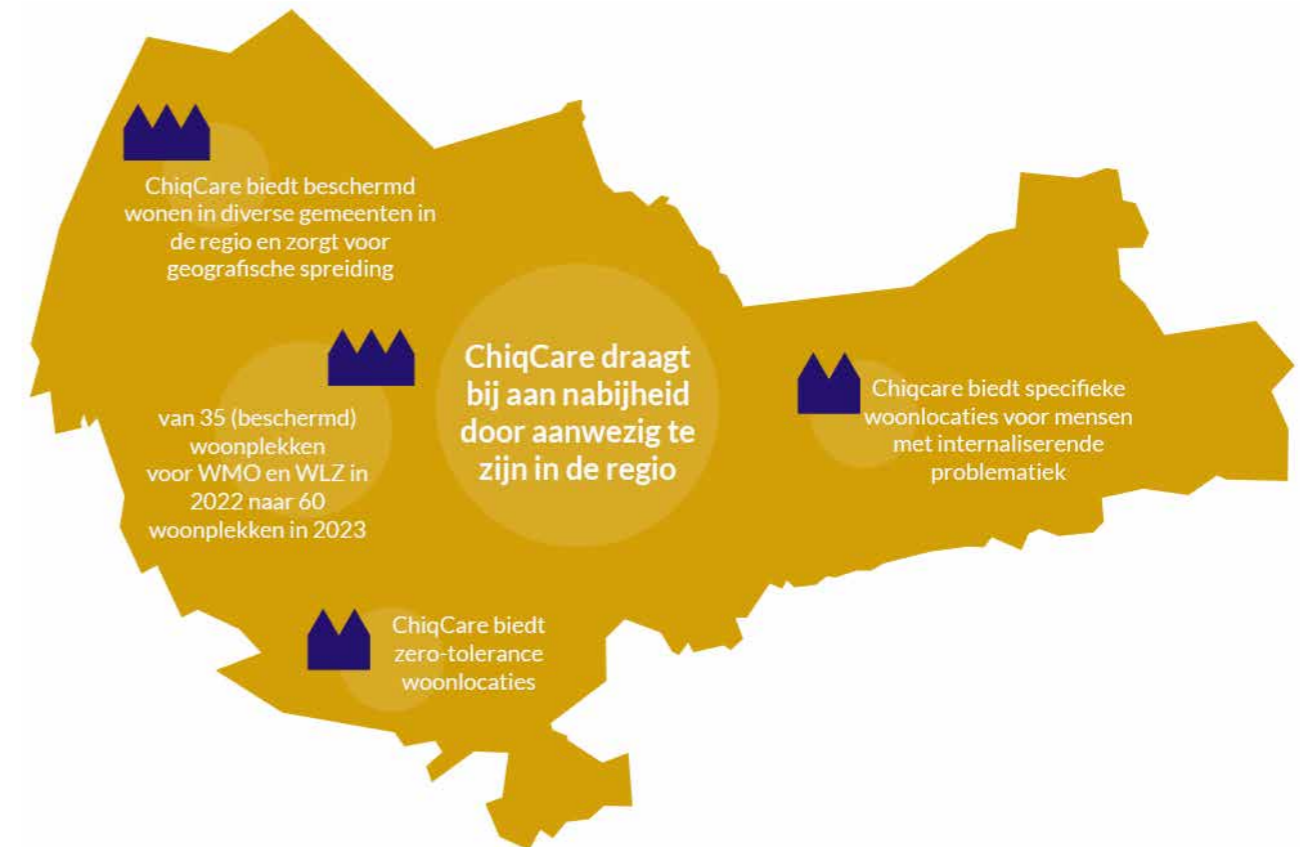 ChiqCare biedt beschermd
wonen in diverse gemeenten in
de regio en zorgt voor
geografische spreiding
ChiqCare draagt
bij aan nabijheid
door aanwezig te
zijn in de regio
van 35 (beschermd)
woonplekken
voor WMO en WLZ in
2022 naar 60
woonplekken in 2023
Chiqcare biedt specifieke
woonlocaties voor mensen
met internaliserende
problematiek
ChiqCare biedt
zero-tolerance
woonlocaties